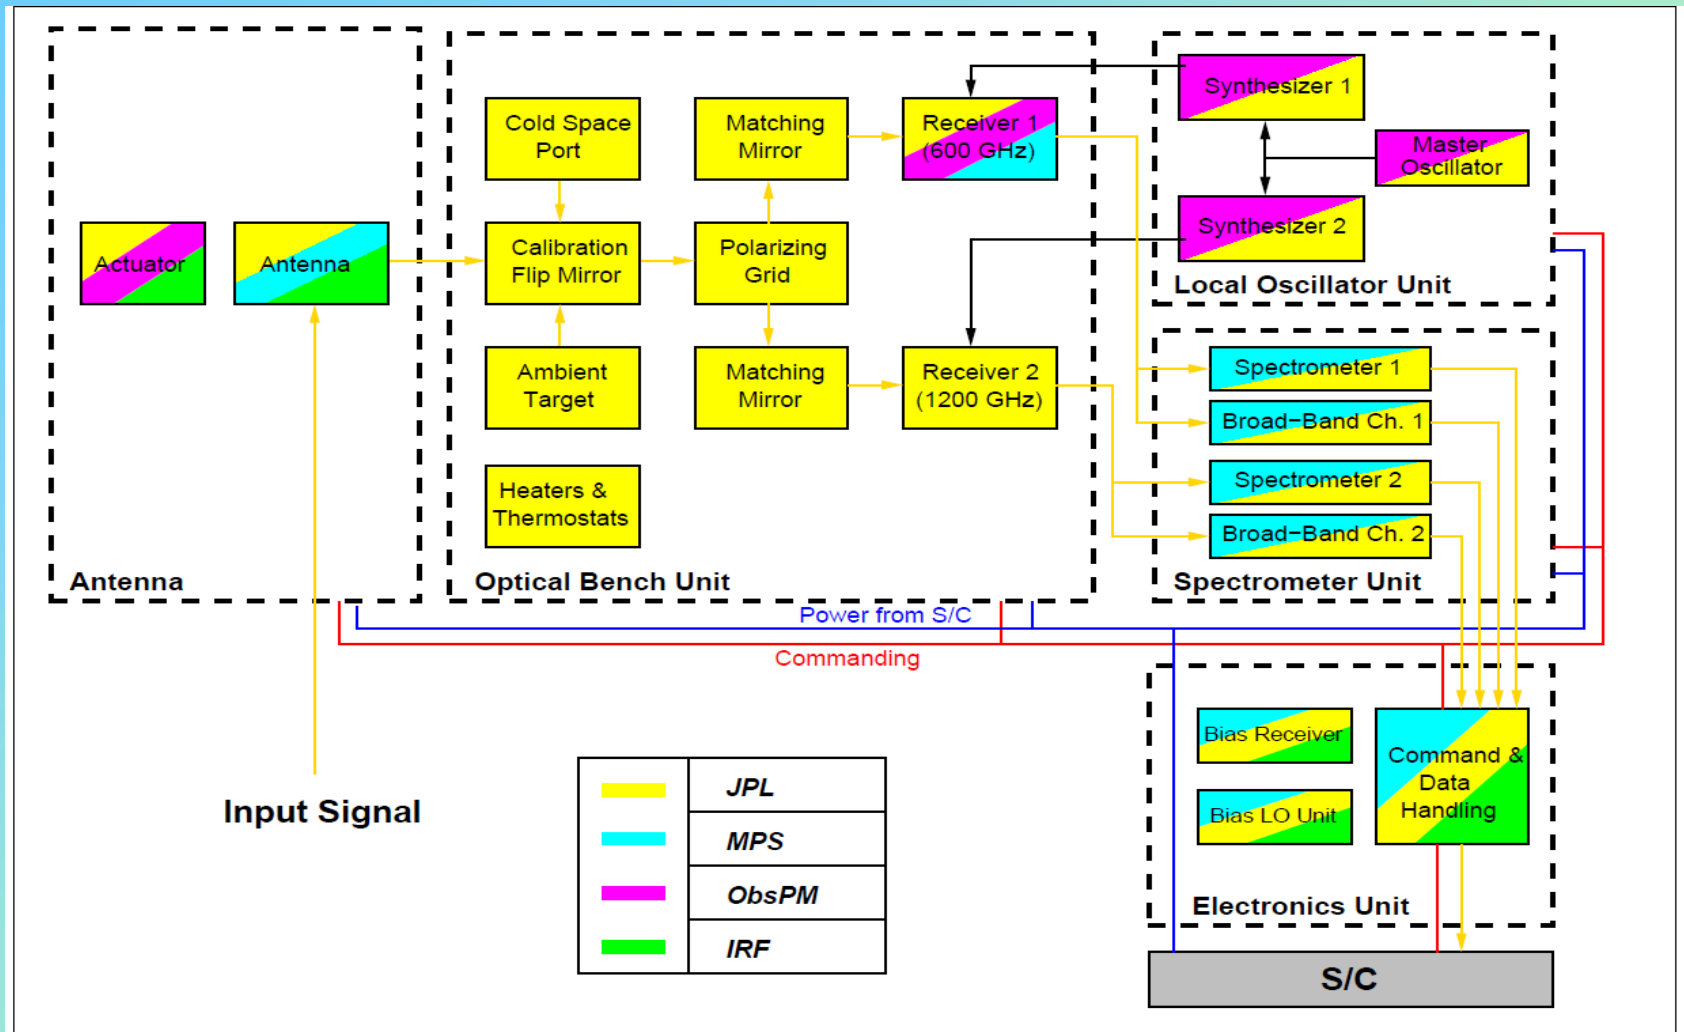 Actuator
Antenna
Antenna
Input Signal
Cold Space
Port
Calibration
Flip Mirror
Ambient
Target
Heaters &
Thermostats
Matching
Mirror
Polarizing
Grid
Matching
Mirror
Receiver 1
(600 GHz)
Receiver 2
(1200 GHz)
Optical Bench Unit
Synthesizer 1
Master
Oscillator
Synthesizer 2
Local Oscillator Unit
Spectrometer 1
Broad−Band Ch. 1
Spectrometer 2
Broad−Band Ch. 2
Spectrometer Unit
Power from S/C
Commanding
Bias Receiver
Bias LO Unit
Command &
Data
Handling
Electronics Unit
S/C
JPL
MPS
ObsPM
IRF